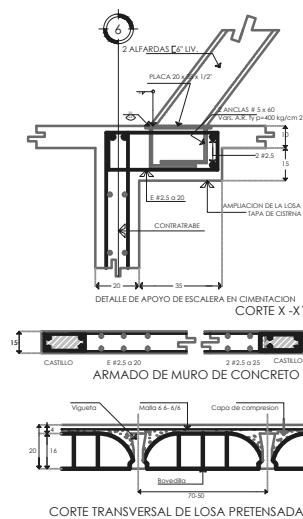 6
2 ALFARDAS [6" LIV.
PLACA 20 x 25 x 1/2"
2 ANCLAS # 5 x 60
Vars. A.R. fy p=400 kg/cm 2
10
2 #2.5
15
E #2.5 a 20
AMPLIACION DE LA LOSA
TAPA DE CISTRNA
CONTRATRABE
20
35
DETALLE DE APOYO DE ESCALERA EN CIMENTACION
CORTE X -X'
15
CASTILLO
E #2.5 a 20
2 #2.5 a 25
CASTILLO
ARMADO DE MURO DE CONCRETO
Vigueta
Malla 6 6- 6/6
Capa de compresion
4
20
16
Bovedilla
70-50
CORTE TRANSVERSAL DE LOSA PRETENSADA